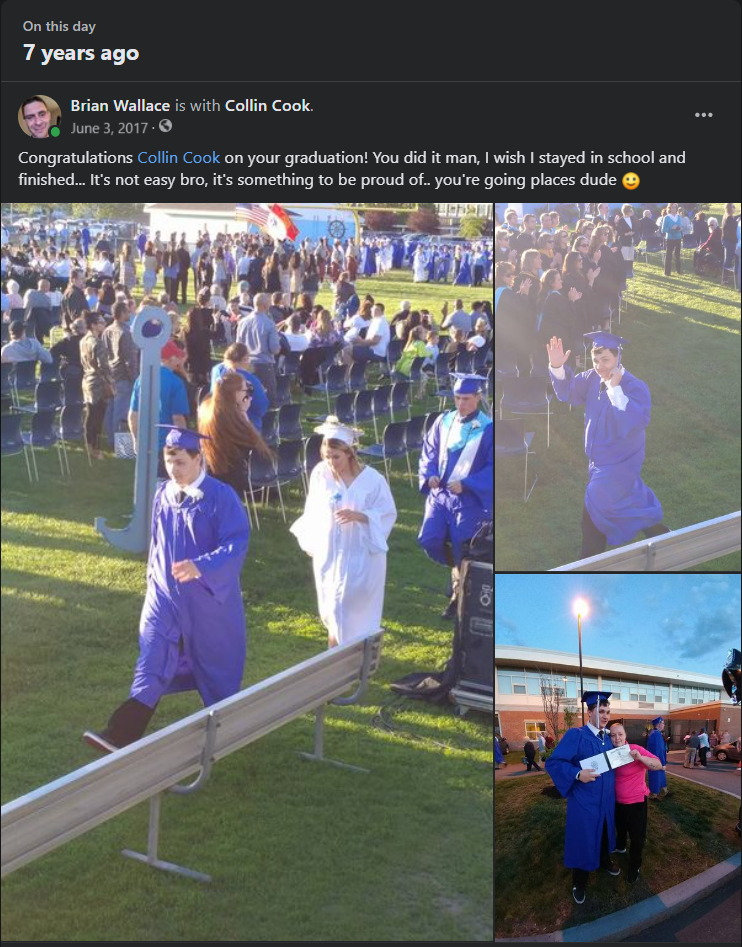 On this day
7 years ago
Brian Wallace is with Collin Cook.
June 3, 2017 ·
Congratulations Collin Cook on your graduation! You did it man, I wish I stayed in school and
finished... It's not easy bro, it's something to be proud of.. you're going places dude 🙂